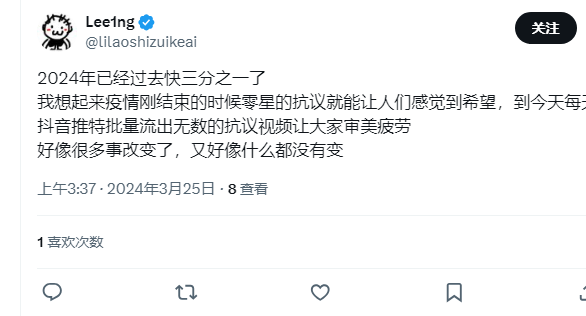 Lee1ng
@lilaoshizuikeai
关注
2024年已经过去快三分之一了
我想起来疫情刚结束的时候零星的抗议就能让人们感觉到希望，到今天每
抖音推特批量流出无数的抗议视频让大家审美疲劳
好像很多事改变了，又好像什么都没有变
上午3:37 · 2024年3月25日 · 8 查看
1 喜欢次数